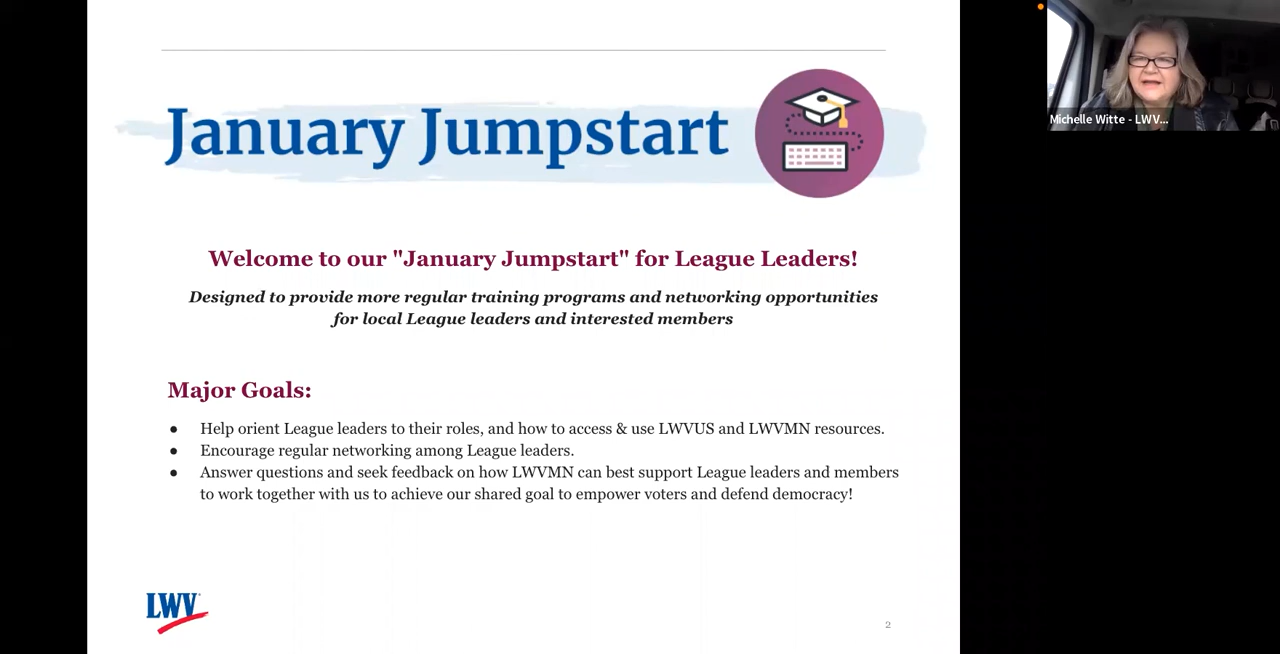 January Jumpstart
Welcome to our "January Jumpstart" for League Leaders!
Designed to provide more regular training programs and networking opportunities
for local League leaders and interested members
Major Goals:
● Help orient League leaders to their roles, and how to access & use LWVUS and LWVMN resources.
● Encourage regular networking among League leaders.
● Answer questions and seek feedback on how LWVMN can best support League leaders and members
to work together with us to achieve our shared goal to empower voters and defend democracy!
LWV
2
Michelle Witte - LWV...